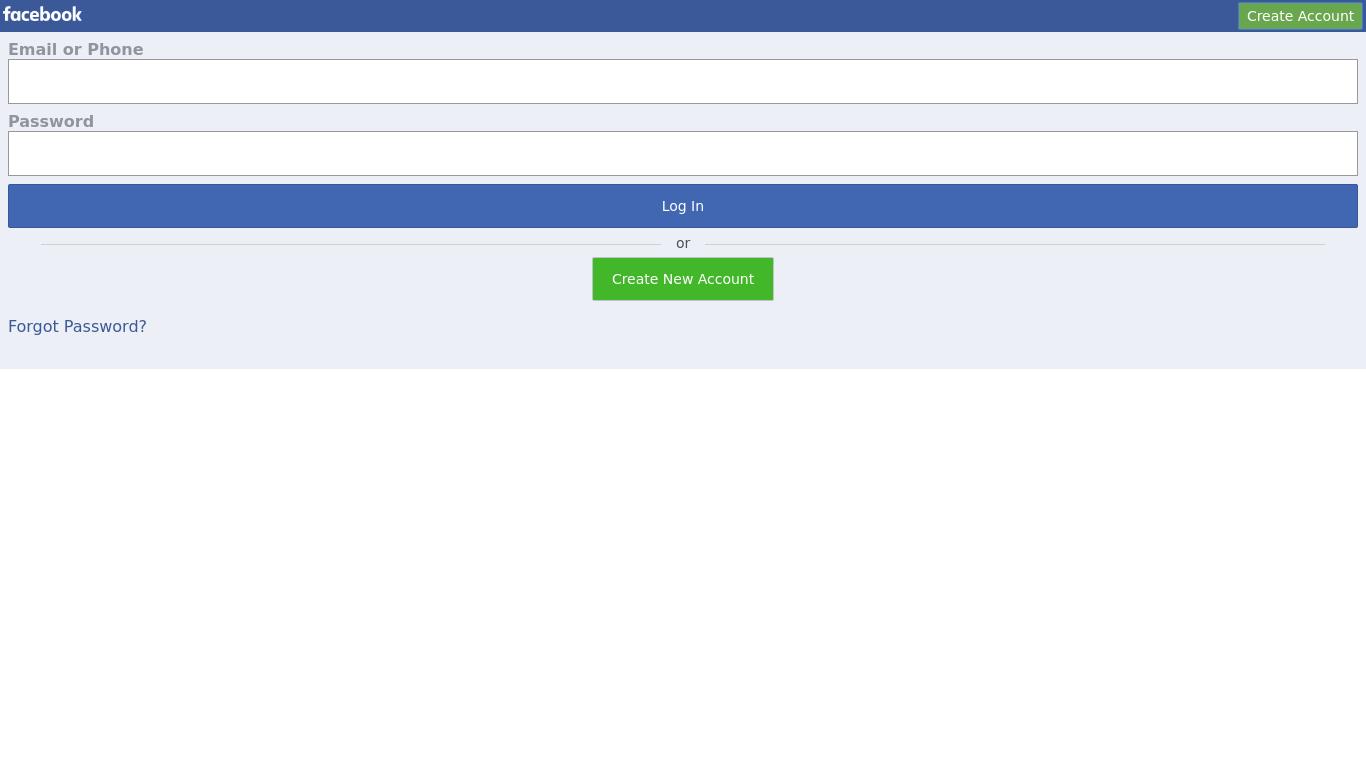 facebook
Create Account
Email or Phone
Password
Log In
or
Create New Account
Forgot Password?